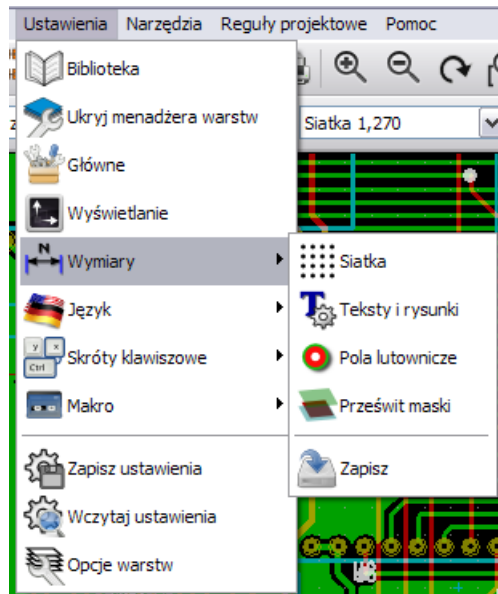 Ustawienia Narzędzia Reguły projektowe Pomoc
Biblioteka
Ukryj menadżera warstw
Siatka 1,270
Główne
Wyświetlanie
N
Wymiary
Siatka
Język
Teksty i rysunki
y x
Ctrl
Skróty klawiszowe
Pola lutownicze
Makro
Prześwit maski
Zapisz ustawienia
Zapisz
Wczytaj ustawienia
Opcje warstw